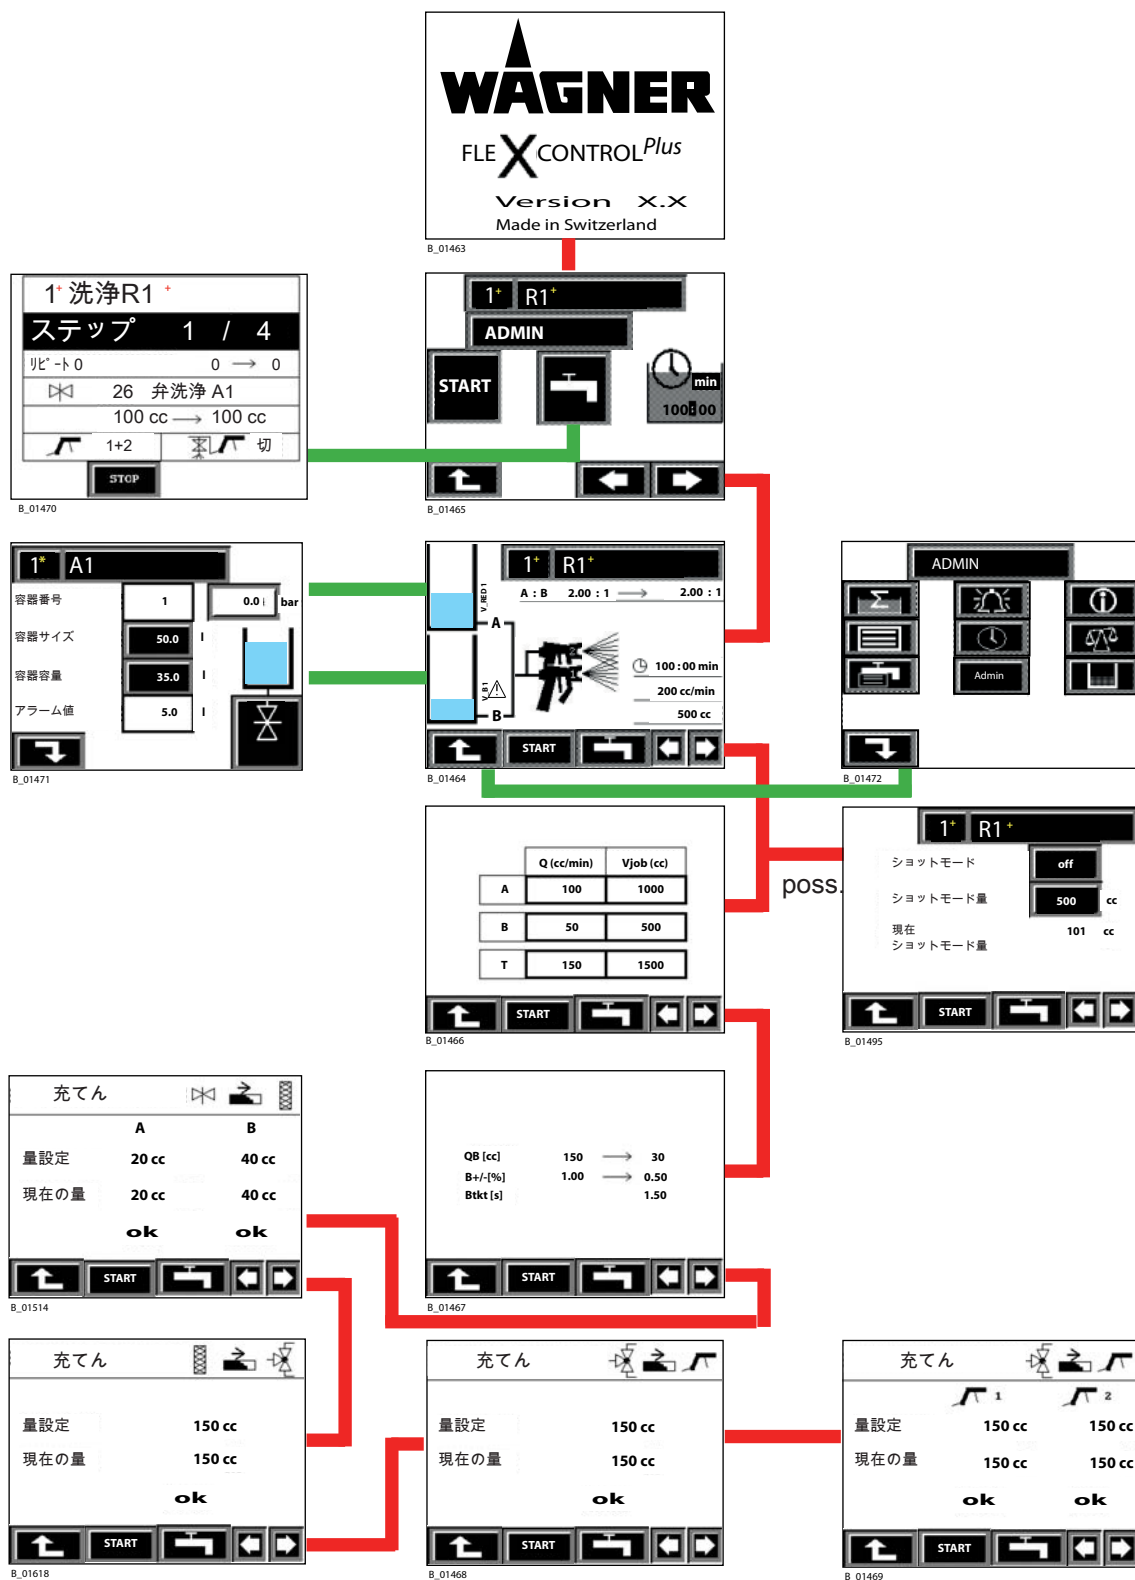 WAGNER
FLEXCONTROL Plus
Version X.X
Made in Switzerland
B_01463
1+ 洗浄R1 +
ステップ 1 / 4
リピート 0 0 → 0
26 弁洗浄 A1
100 cc → 100 cc
1+2 切
STOP
B_01470
1+ R1+
ADMIN
START
min
100:00
B_01465
1* A1
容器番号 1 0.0 bar
容器サイズ 50.0 l
容器容量 35.0 l
アラーム値 5.0 l
B_01471
1+ R1+
A : B 2.00 : 1 → 2.00 : 1
V_RED1
A
100:00 min
V_B1
200 cc/min
B
500 cc
START
B_01464
ADMIN
Σ
Admin
B_01472
Q (cc/min) Vjob (cc)
A 100 1000
B 50 500
T 150 1500
START
B_01466
poss.
1+ R1+
ショットモード off
ショットモード量 500 cc
現在 101 cc
ショットモード量
START
B_01495
充てん
A B
量設定 20 cc 40 cc
現在の量 20 cc 40 cc
ok ok
START
B_01514
QB [cc] 150 → 30
B+/-[%] 1.00 → 0.50
Btkt [s] 1.50
START
B_01467
充てん
量設定 150 cc
現在の量 150 cc
ok
START
B_01618
充てん
量設定 150 cc
現在の量 150 cc
ok
START
B_01468
充てん
1 2
量設定 150 cc 150 cc
現在の量 150 cc 150 cc
ok ok
START
B_01469